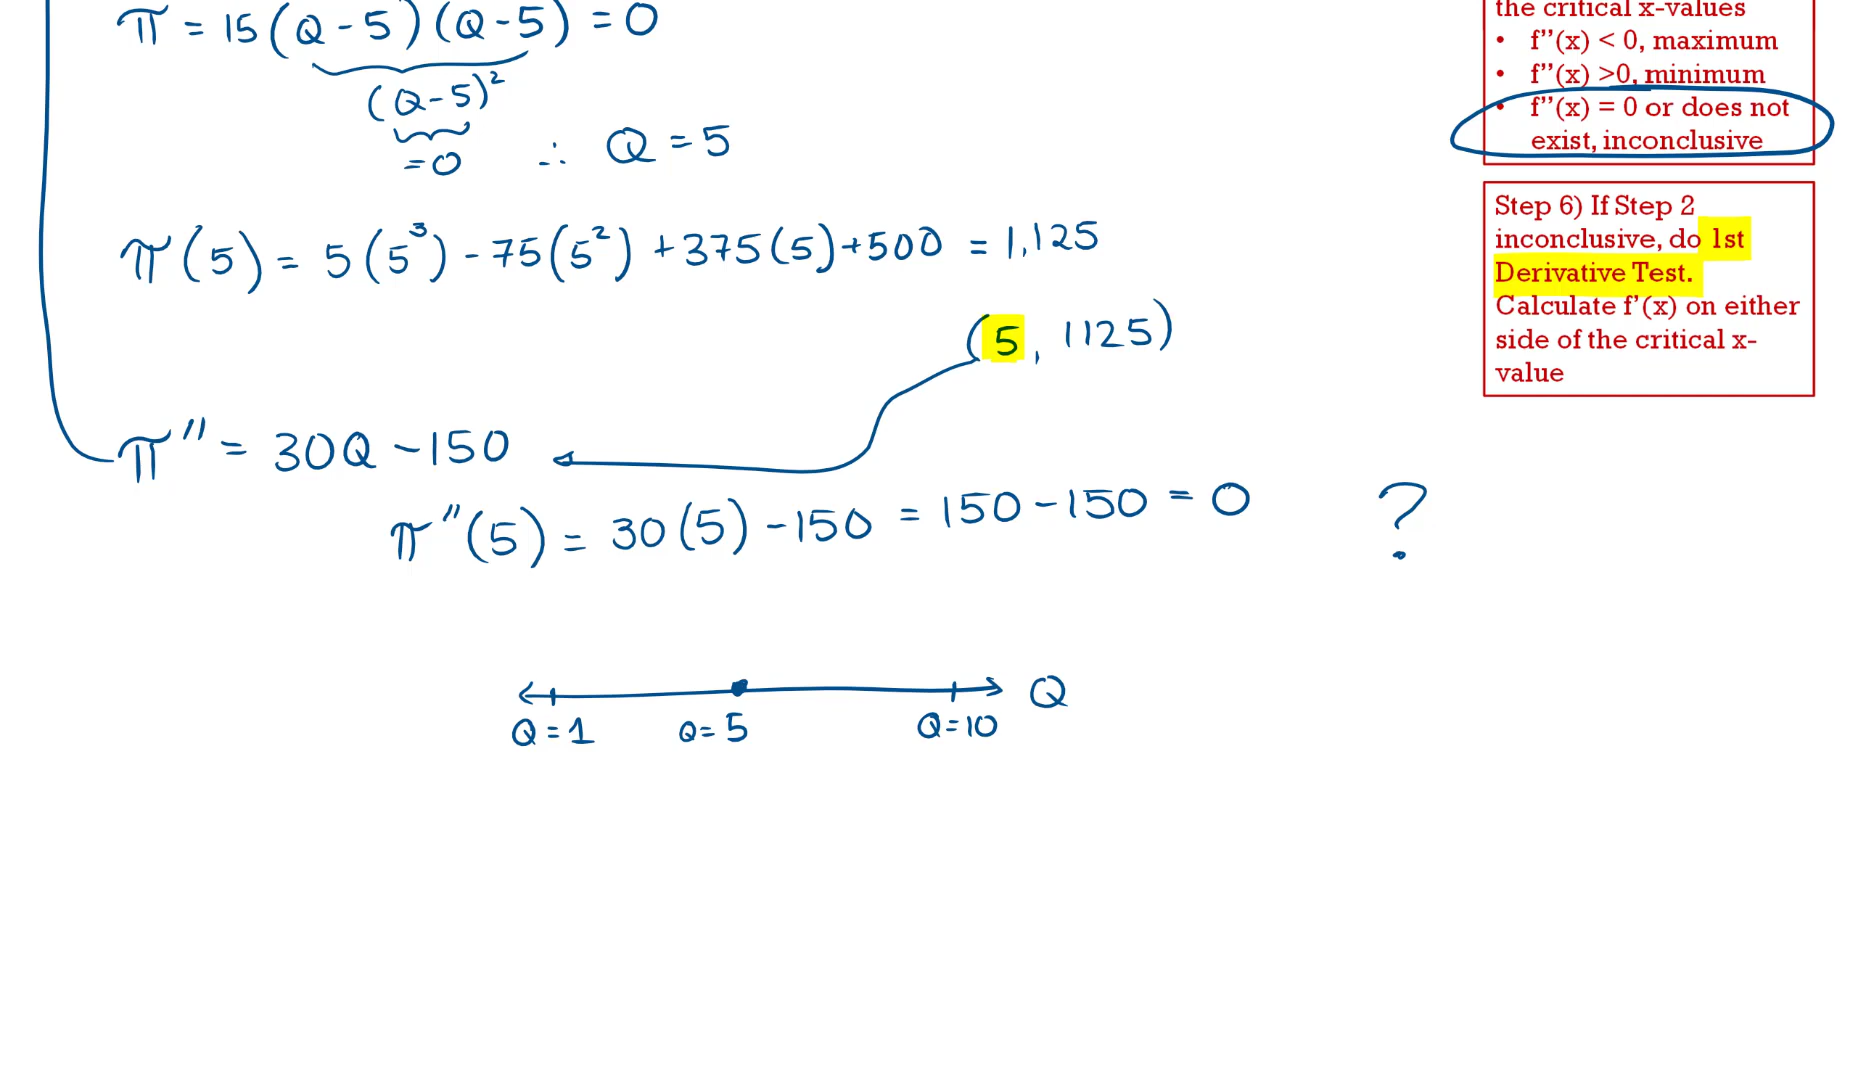 π = 15(Q - 5)(Q - 5) = 0
(Q - 5)²
= 0 ∴ Q = 5
π(5) = 5(5³) - 75(5²) + 375(5) + 500 = 1,125
(5, 1125)
π'' = 30Q - 150
π''(5) = 30(5) - 150 = 150 - 150 = 0 ?
Q
Q = 1 Q = 5 Q = 10
the critical x-values
• f”(x) < 0, maximum
• f”(x) >0, minimum
• f”(x) = 0 or does not
exist, inconclusive
Step 6) If Step 2
inconclusive, do 1st
Derivative Test.
Calculate f’(x) on either
side of the critical x-
value